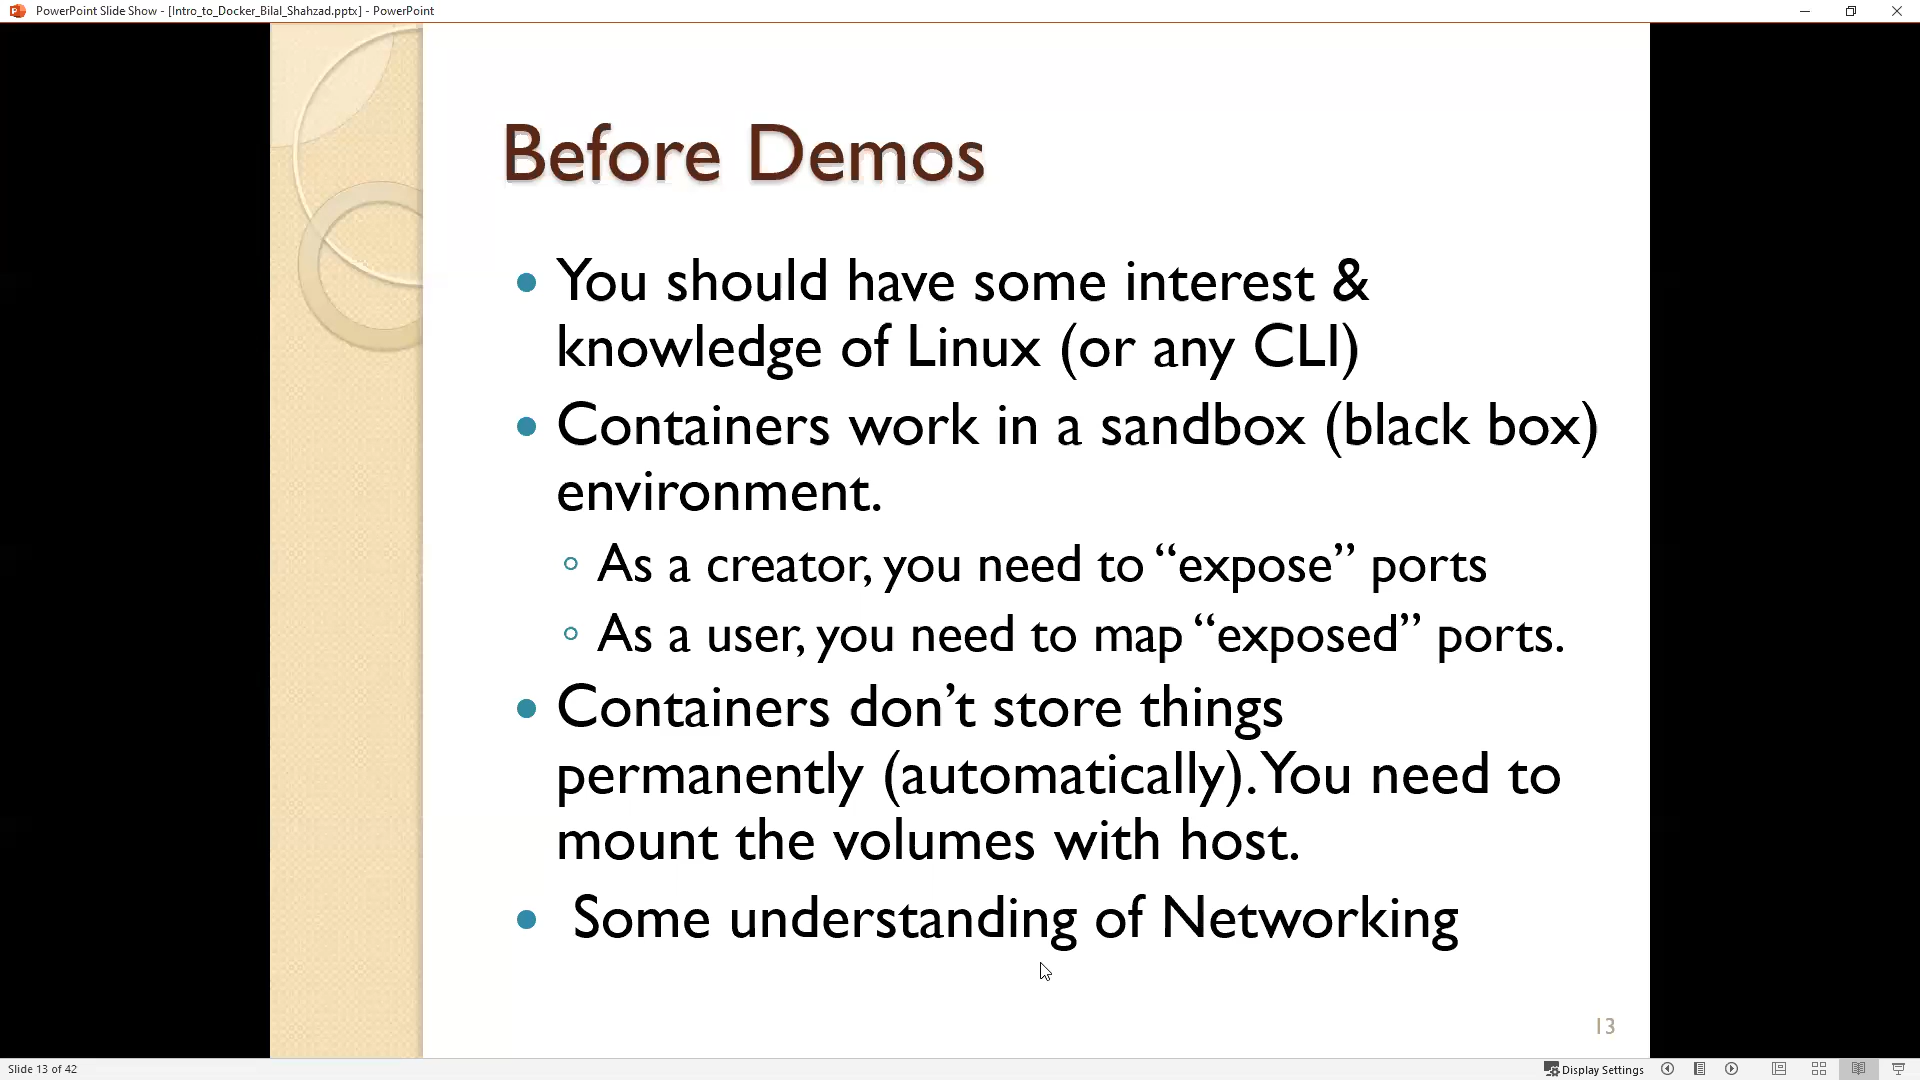 PowerPoint Slide Show - [Intro_to_Docker_Bilal_Shahzad.pptx] - PowerPoint
Before Demos
• You should have some interest &
knowledge of Linux (or any CLI)
• Containers work in a sandbox (black box)
environment.
◦ As a creator, you need to “expose” ports
◦ As a user, you need to map “exposed” ports.
• Containers don’t store things
permanently (automatically). You need to
mount the volumes with host.
• Some understanding of Networking
13
Slide 13 of 42
Display Settings